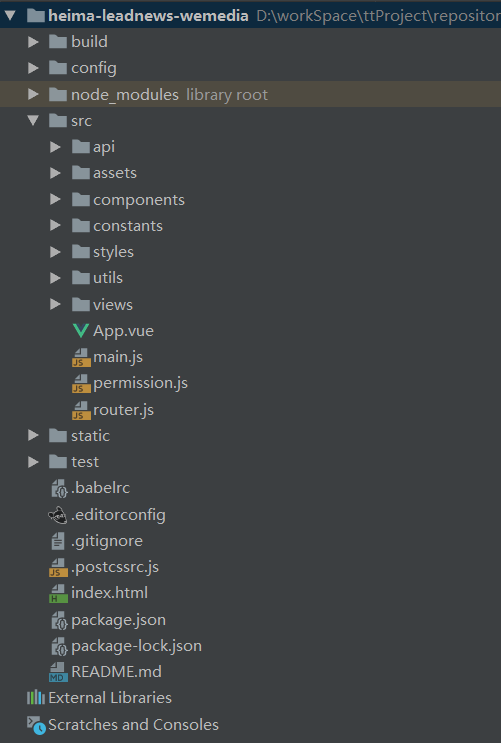 heima-leadnews-wemedia D:\workSpace\ttProject\repositor
build
config
node_modules library root
src
api
assets
components
constants
styles
utils
views
App.vue
main.js
permission.js
router.js
static
test
.babelrc
.editorconfig
.gitignore
.postcssrc.js
index.html
package.json
package-lock.json
README.md
External Libraries
Scratches and Consoles